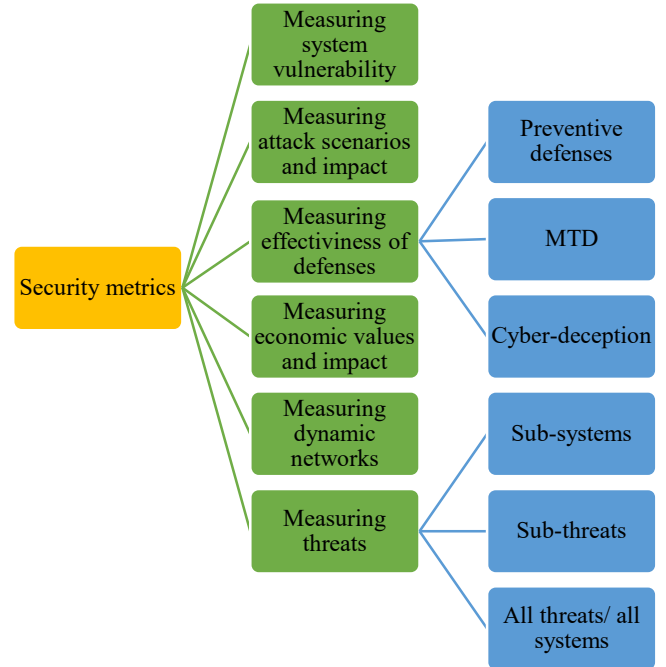 Security metrics
Measuring
system
vulnerability
Measuring
attack scenarios
and impact
Measuring
effectiviness of
defenses
Measuring
economic values
and impact
Measuring
dynamic
networks
Measuring
threats
Preventive
defenses
MTD
Cyber-deception
Sub-systems
Sub-threats
All threats/ all
systems